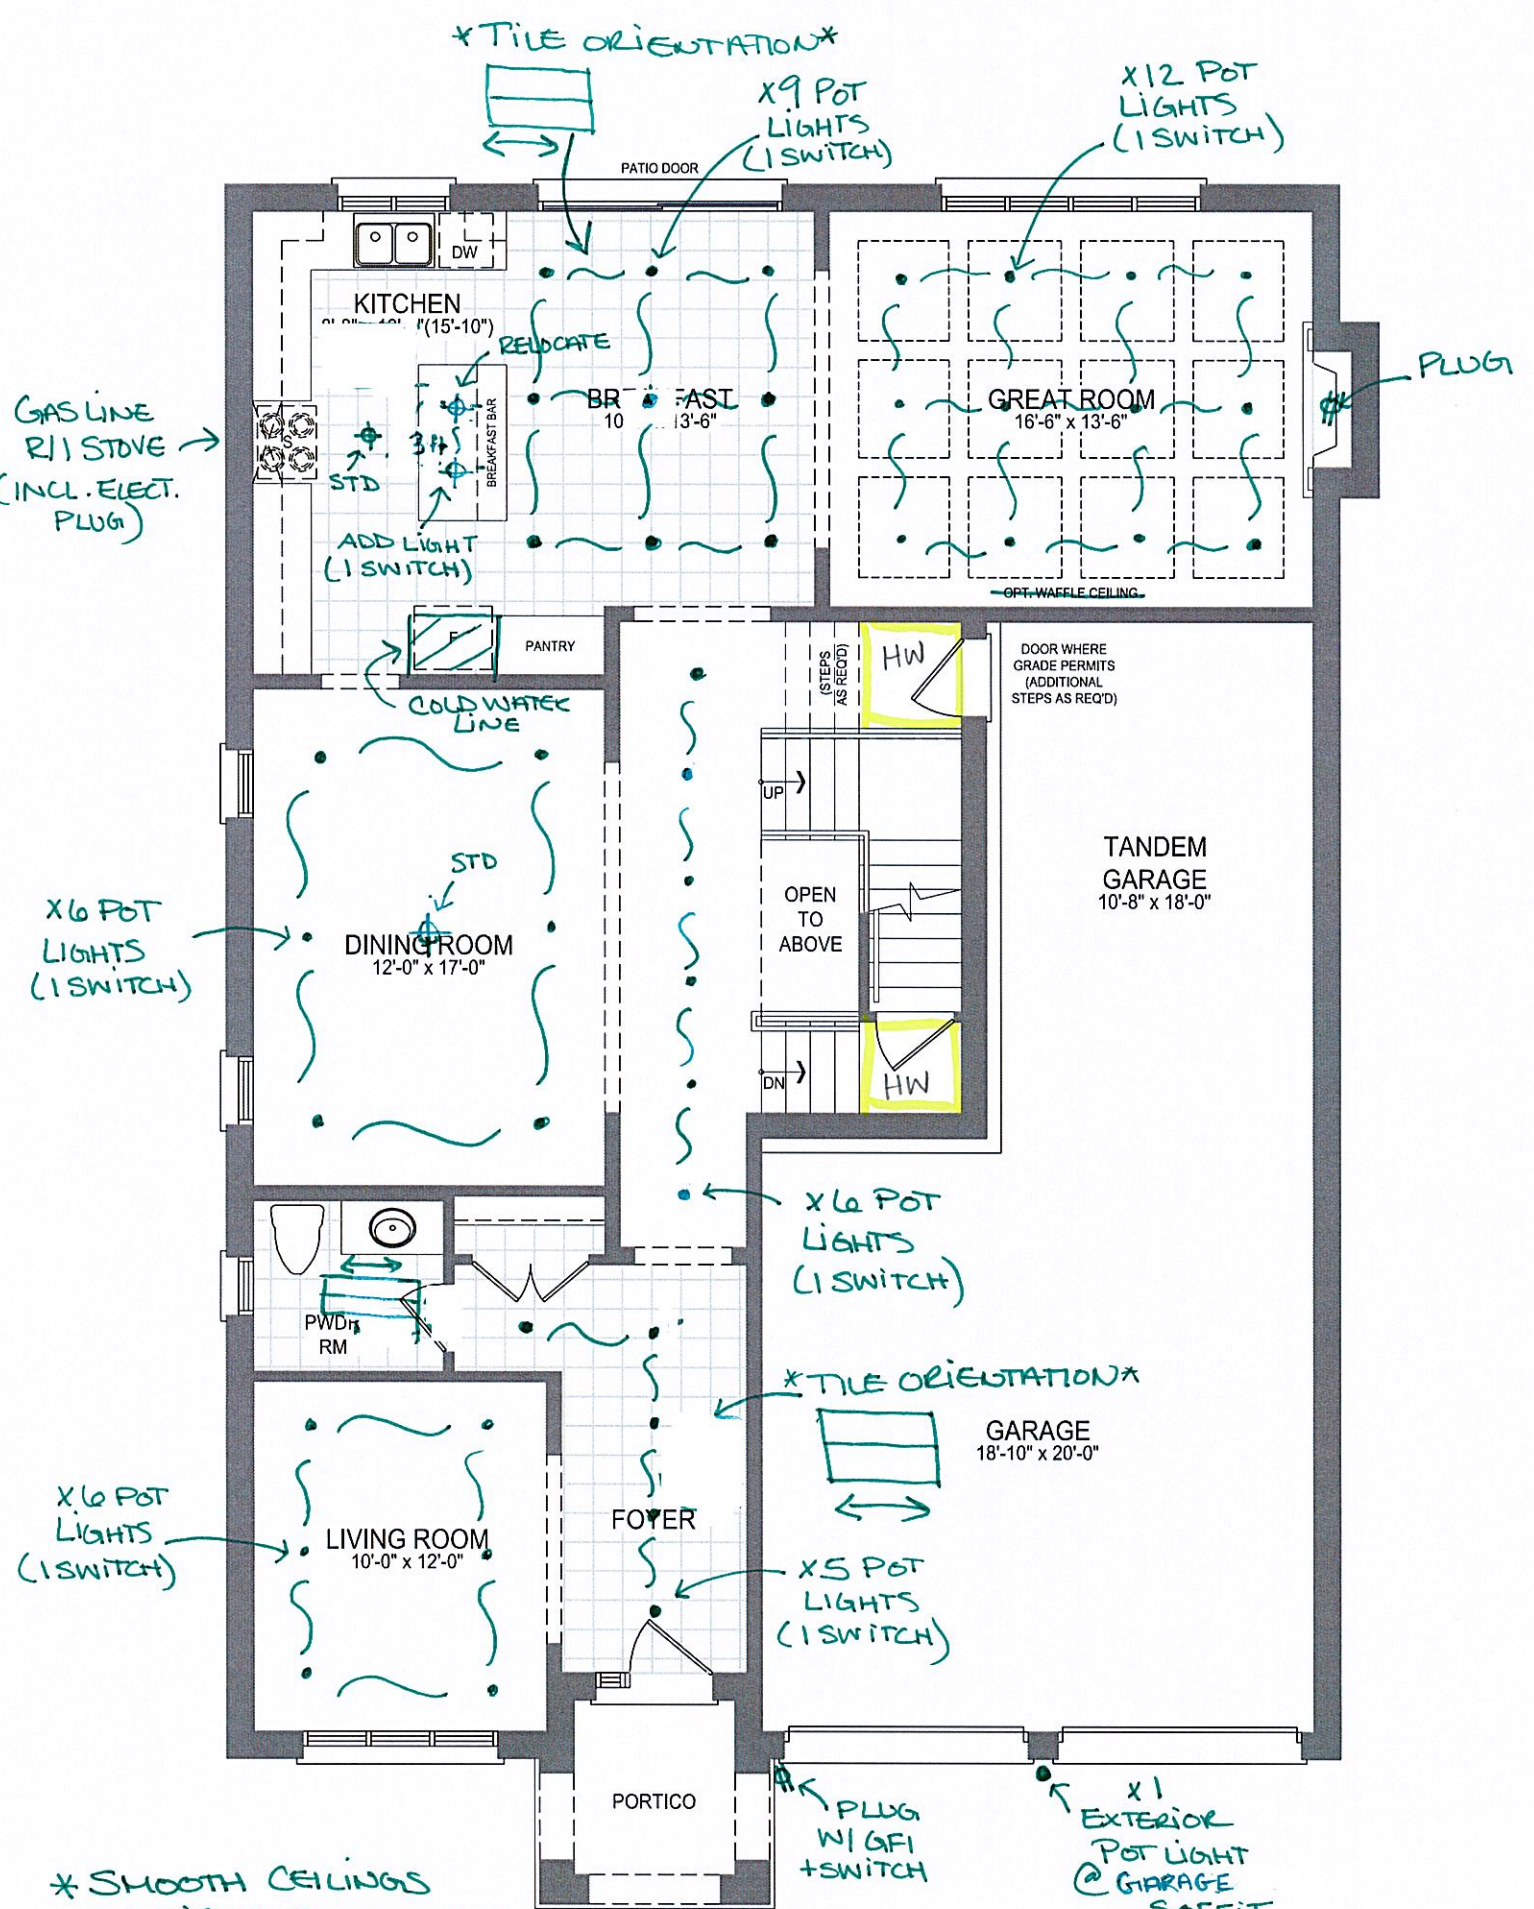 *TILE ORIENTATION*
x9 POT
LIGHTS
(1 SWITCH)
x12 POT
LIGHTS
(1 SWITCH)
PATIO DOOR
DW
KITCHEN
(15'-10")
RELOCATE
BREAKFAST BAR
3ft
STD
ADD LIGHT
(1 SWITCH)
GAS LINE
R/I STOVE
(INCL. ELECT.
PLUG)
S
BR A FAST
10 3'-6"
GREAT ROOM
16'-6" x 13'-6"
PLUG
OPT. WAFFLE CEILING
F
PANTRY
COLD WATER
LINE
(STEPS
AS REQ'D)
HW
DOOR WHERE
GRADE PERMITS
(ADDITIONAL
STEPS AS REQ'D)
UP
OPEN
TO
ABOVE
DN
HW
TANDEM
GARAGE
10'-8" x 18'-0"
STD
DINING ROOM
12'-0" x 17'-0"
x6 POT
LIGHTS
(1 SWITCH)
x6 POT
LIGHTS
(1 SWITCH)
PWDR
RM
*TILE ORIENTATION*
GARAGE
18'-10" x 20'-0"
FOYER
LIVING ROOM
10'-0" x 12'-0"
x6 POT
LIGHTS
(1 SWITCH)
x5 POT
LIGHTS
(1 SWITCH)
PORTICO
PLUG
W/ GFI
+SWITCH
x1
EXTERIOR
POT LIGHT
@ GARAGE
SOFFIT
* SMOOTH CEILINGS